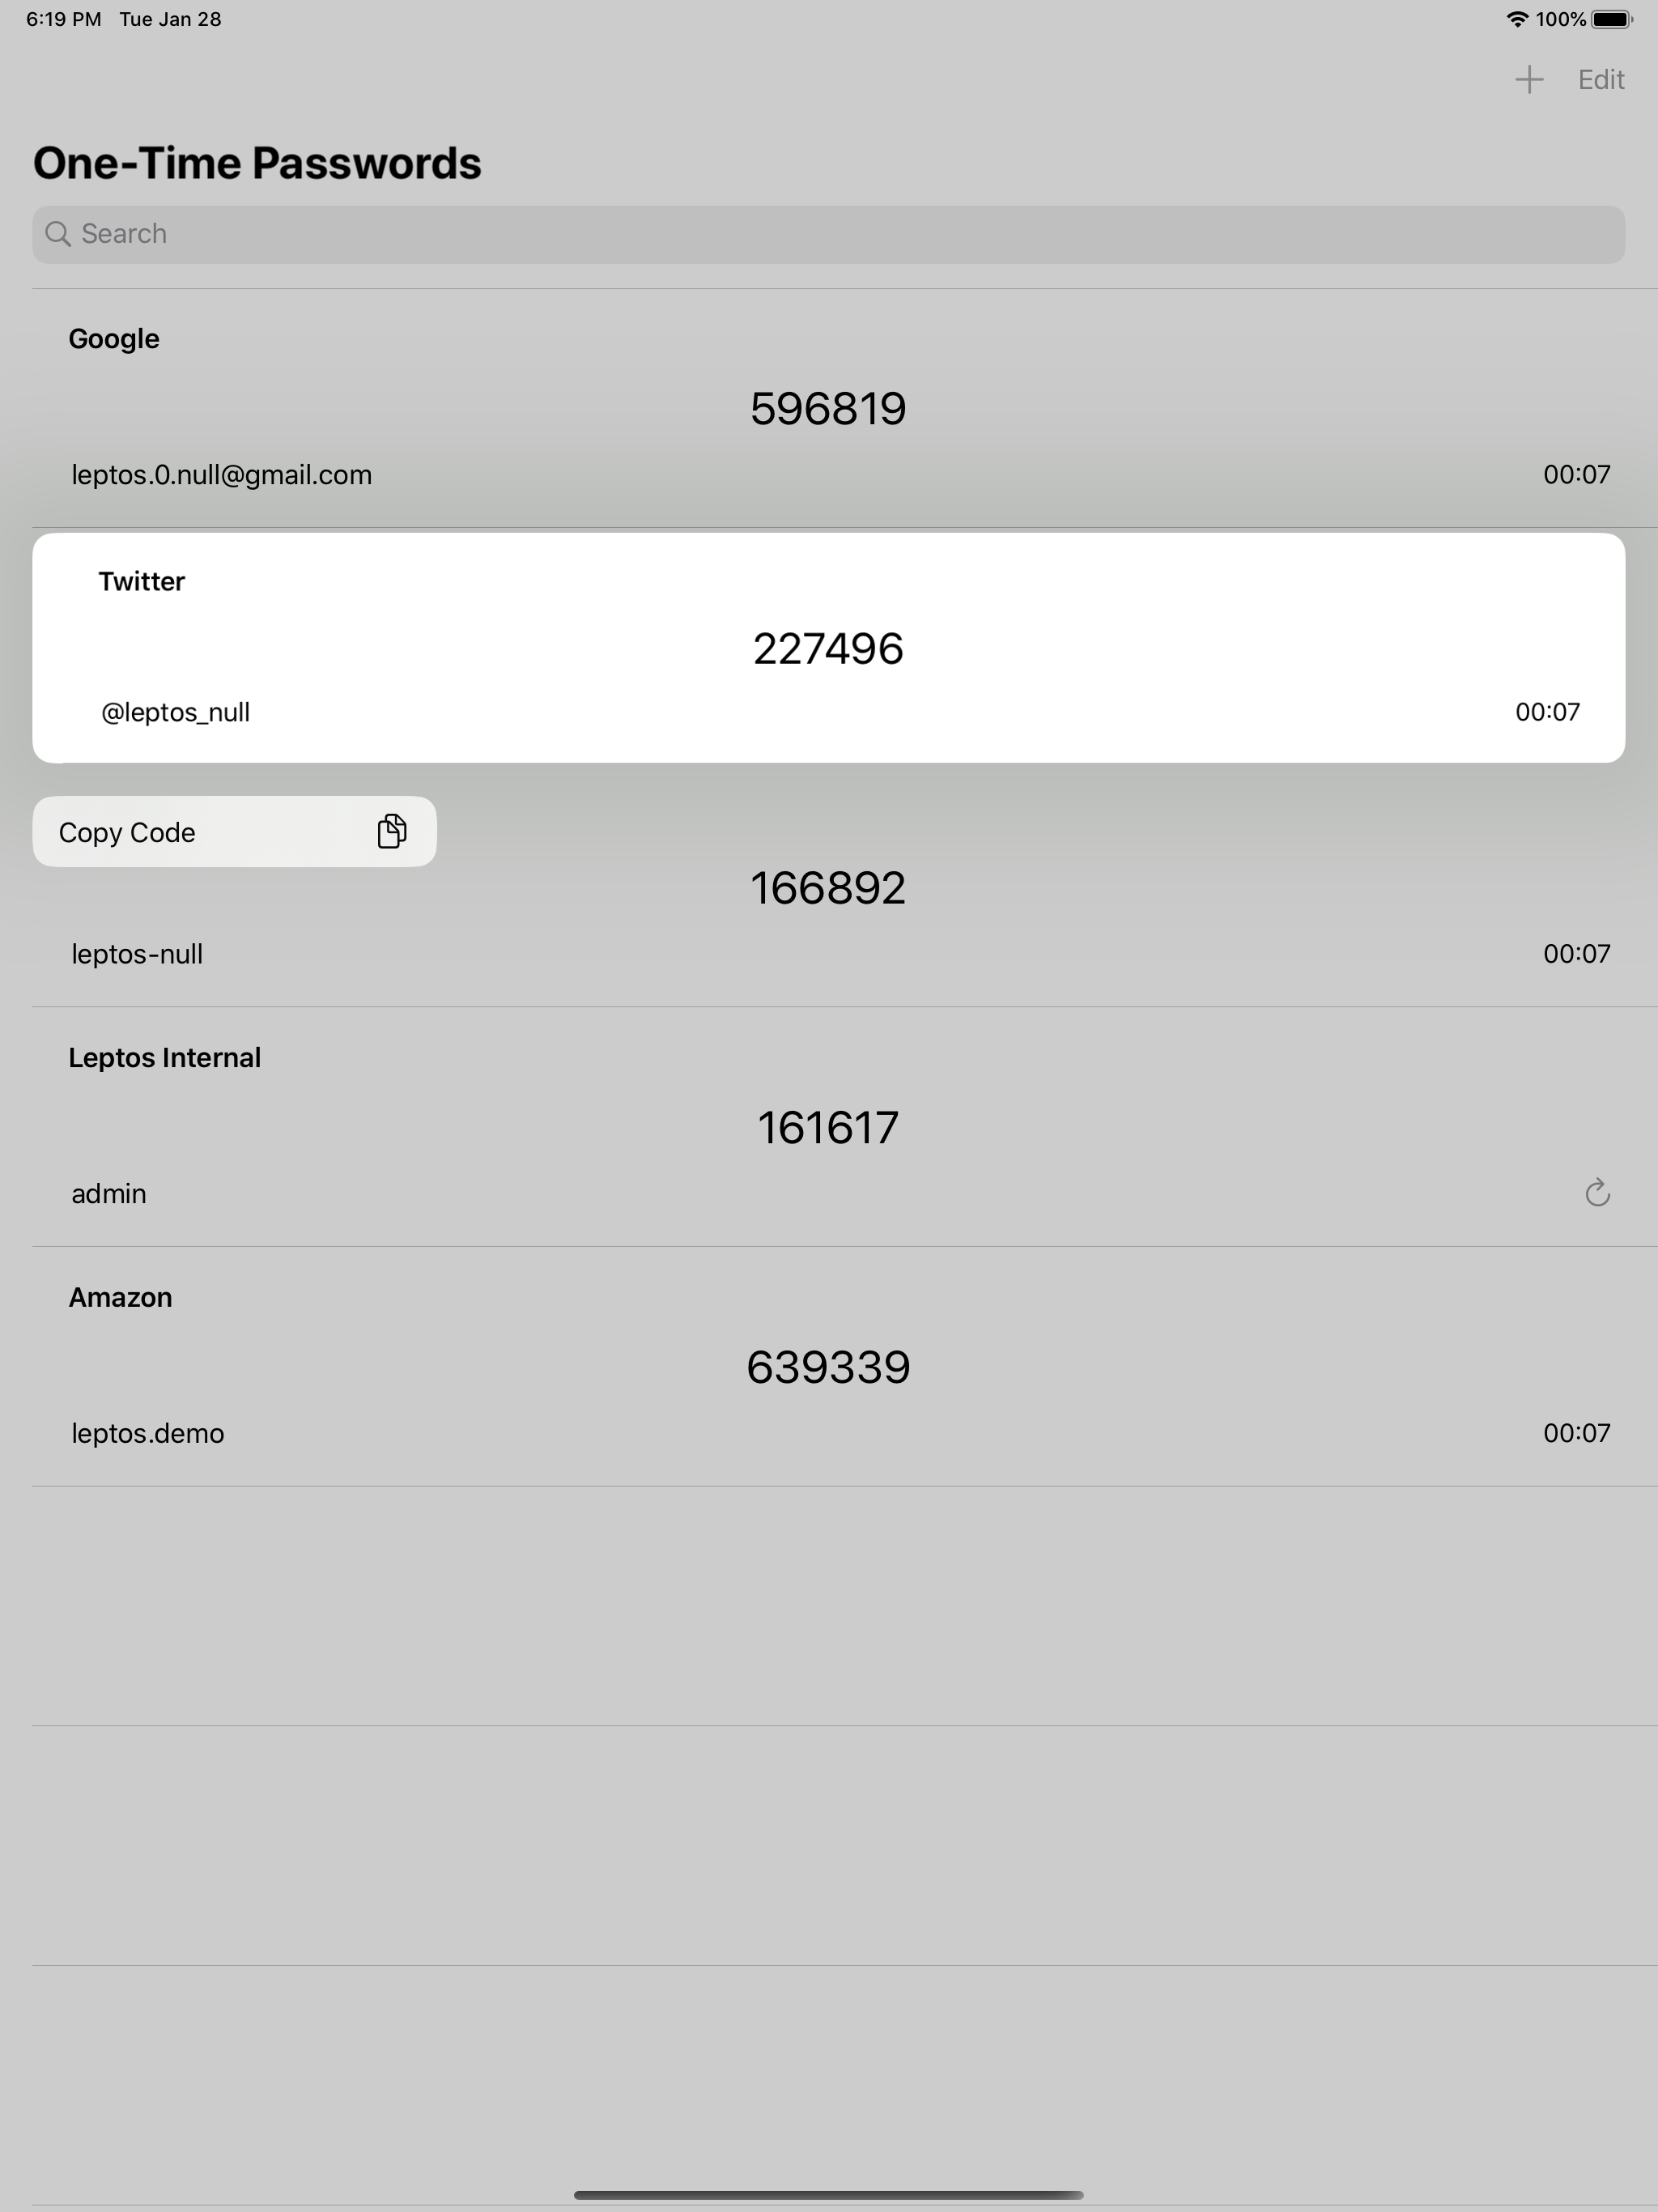 6:19 PM Tue Jan 28 100%
Edit
One-Time Passwords
Search
Google
596819
leptos.0.null@gmail.com 00:07
Twitter
227496
@leptos_null 00:07
Copy Code
166892
leptos-null 00:07
Leptos Internal
161617
admin
Amazon
639339
leptos.demo 00:07